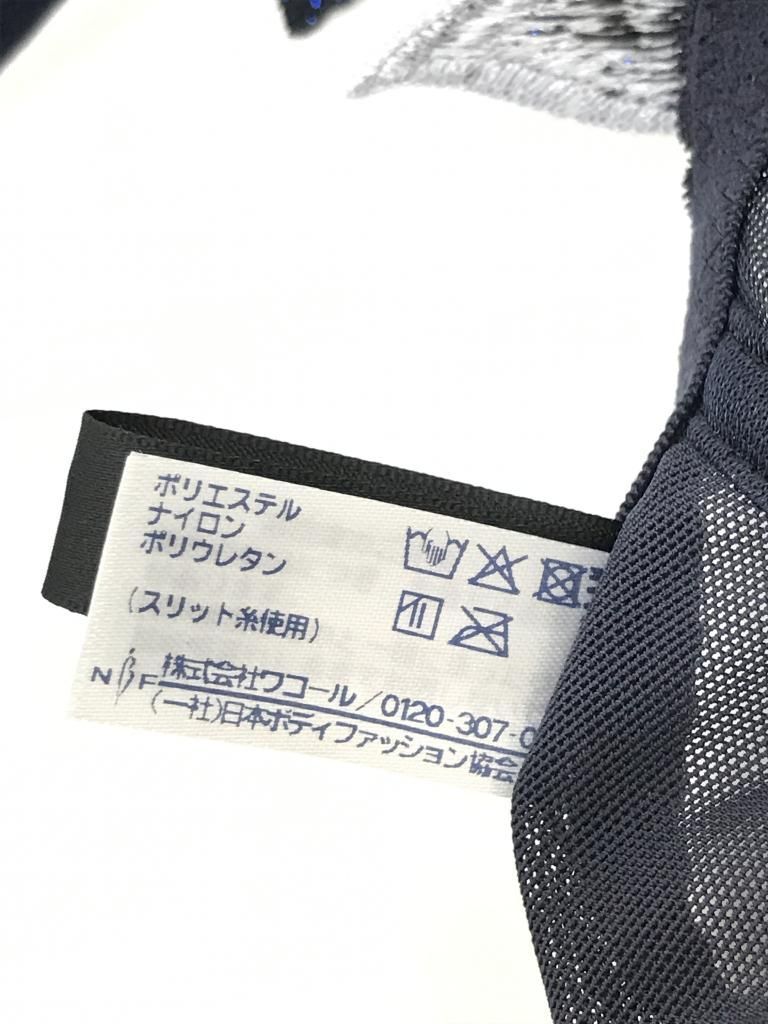 ポリエステル
ナイロン
ポリウレタン
(スリット糸使用)
NBF 株式会社ワコール/0120-307-0
(一社)日本ボディファッション協会